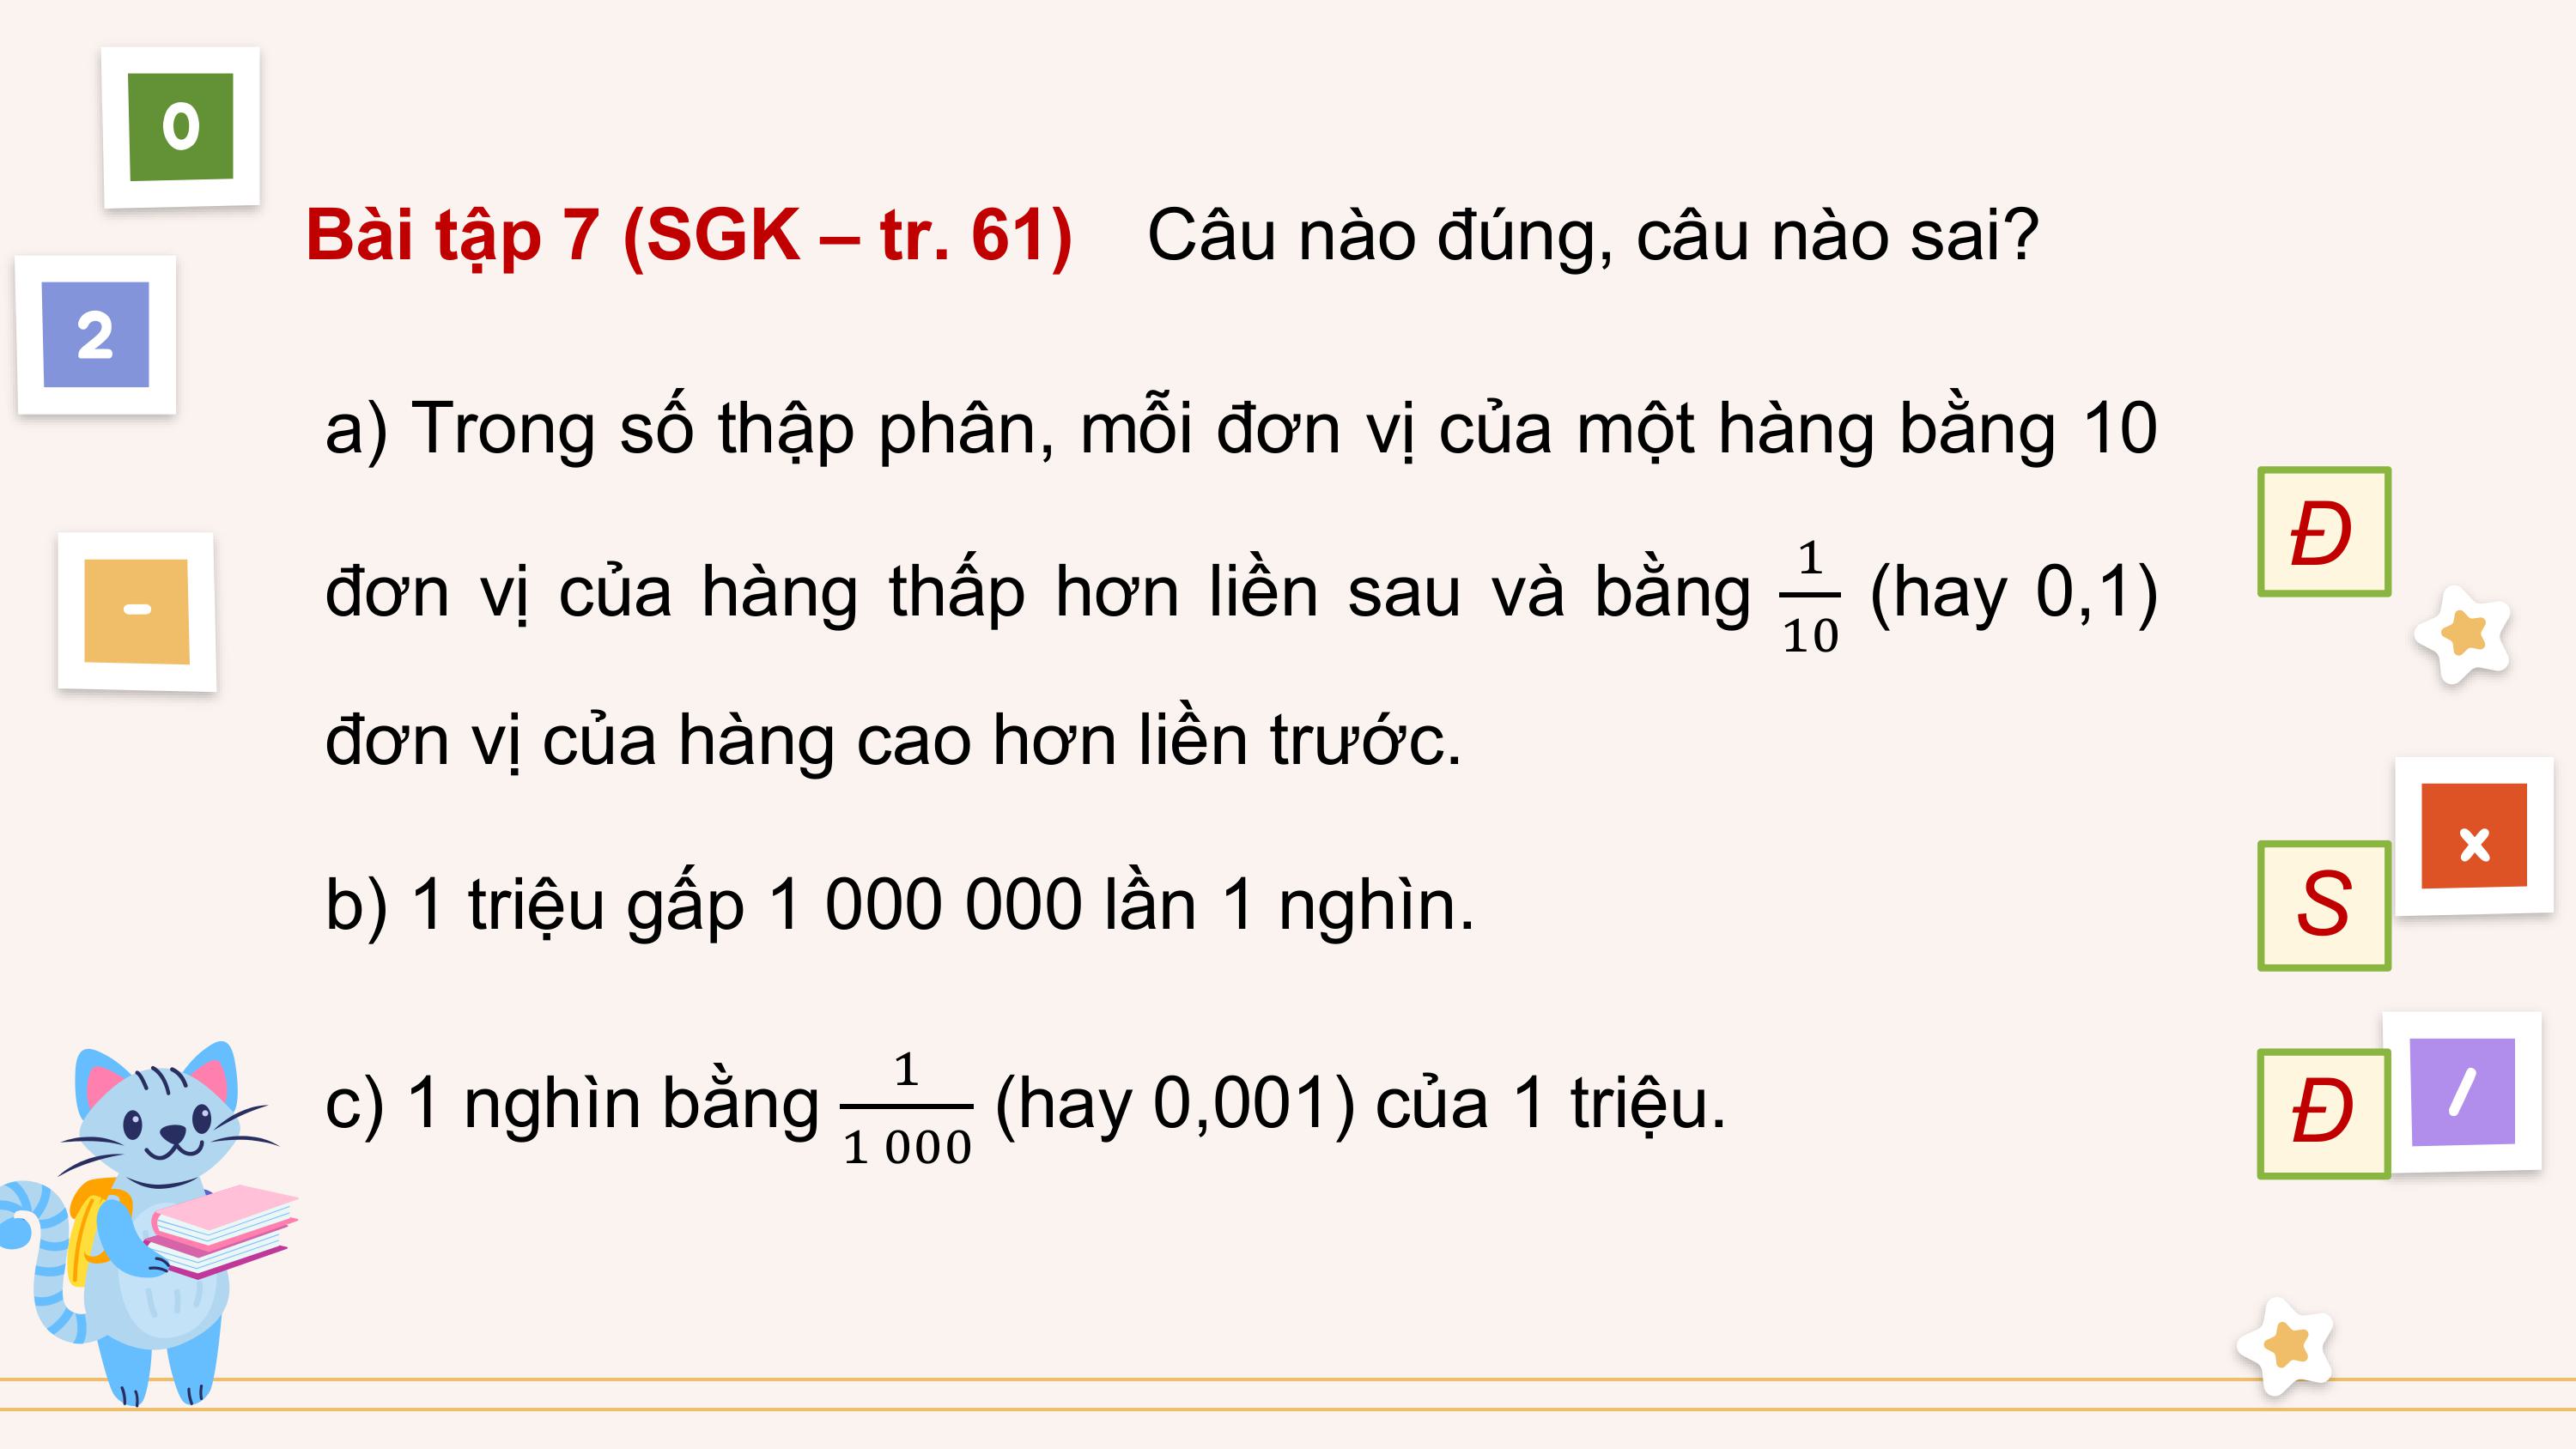 0
Bài tập 7 (SGK – tr. 61) Câu nào đúng, câu nào sai?
2
a) Trong số thập phân, mỗi đơn vị của một hàng bằng 10
Đ
-
đơn vị của hàng thấp hơn liền sau và bằng 1/10 (hay 0,1)
đơn vị của hàng cao hơn liền trước.
x
b) 1 triệu gấp 1 000 000 lần 1 nghìn.
S
c) 1 nghìn bằng 1/1 000 (hay 0,001) của 1 triệu.
Đ
/